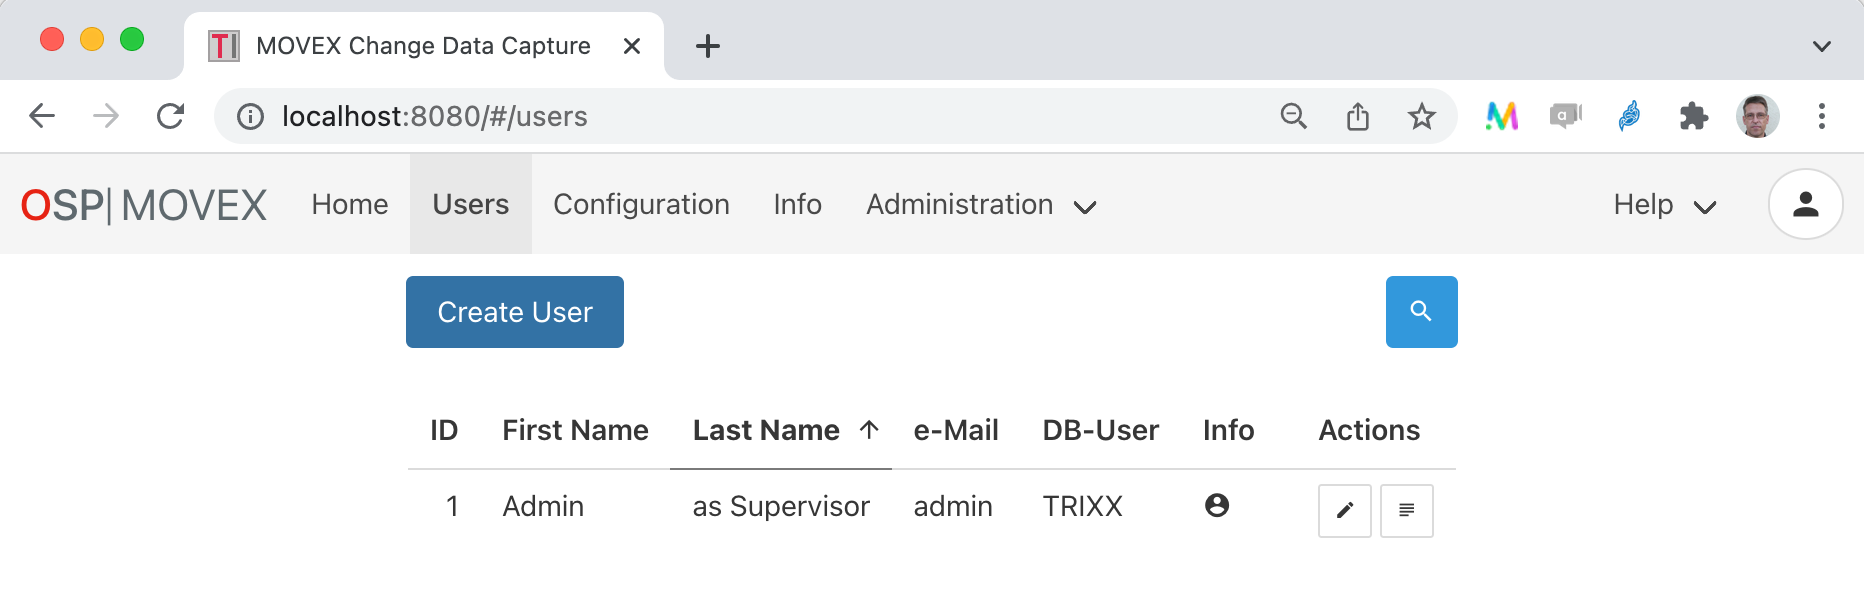 MOVEX Change Data Capture
localhost:8080/#/users
OSP| MOVEX Home Users Configuration Info Administration Help
Create User
ID First Name Last Name e-Mail DB-User Info Actions
1 Admin as Supervisor admin TRIXX